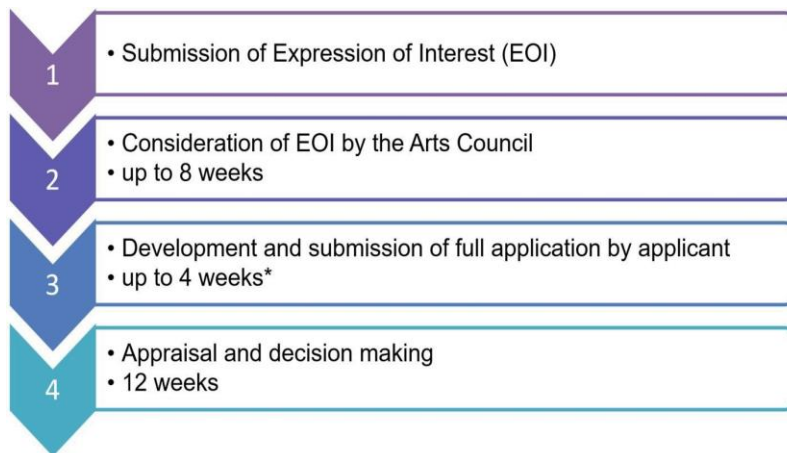 1
• Submission of Expression of Interest (EOI)
2
• Consideration of EOI by the Arts Council
• up to 8 weeks
3
• Development and submission of full application by applicant
• up to 4 weeks*
4
• Appraisal and decision making
• 12 weeks